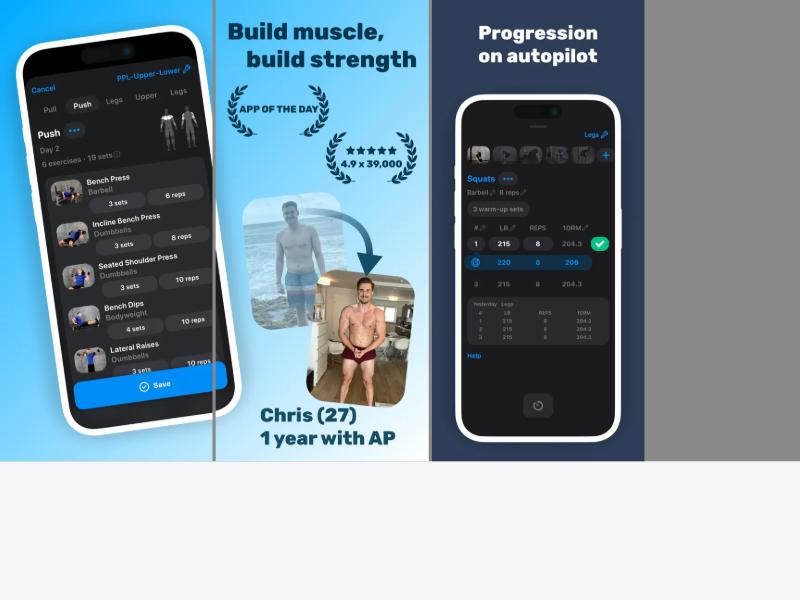 PPL-Upper-Lower
Cancel
Pull
Push
Legs
Upper
Legs
Push
Day 2
6 exercises · 19 sets
Bench Press
Barbell
3 sets
6 reps
Incline Bench Press
Dumbbells
3 sets
8 reps
Seated Shoulder Press
Dumbbells
3 sets
10 reps
Bench Dips
Bodyweight
4 sets
10 reps
Lateral Raises
Dumbbells
3 sets
10 reps
Save
Build muscle,
build strength
APP OF THE DAY
4.9 x 39,000
Chris (27)
1 year with AP
Progression
on autopilot
Legs
Squats
Barbell 8 reps
3 warm-up sets
# LB REPS 10RM
1 215 8 204.3
220 8 209
3 215 8 204.3
Yesterday Legs
# LB REPS 10RM
1 215 8 204.3
2 215 8 204.3
3 215 8 204.3
Help